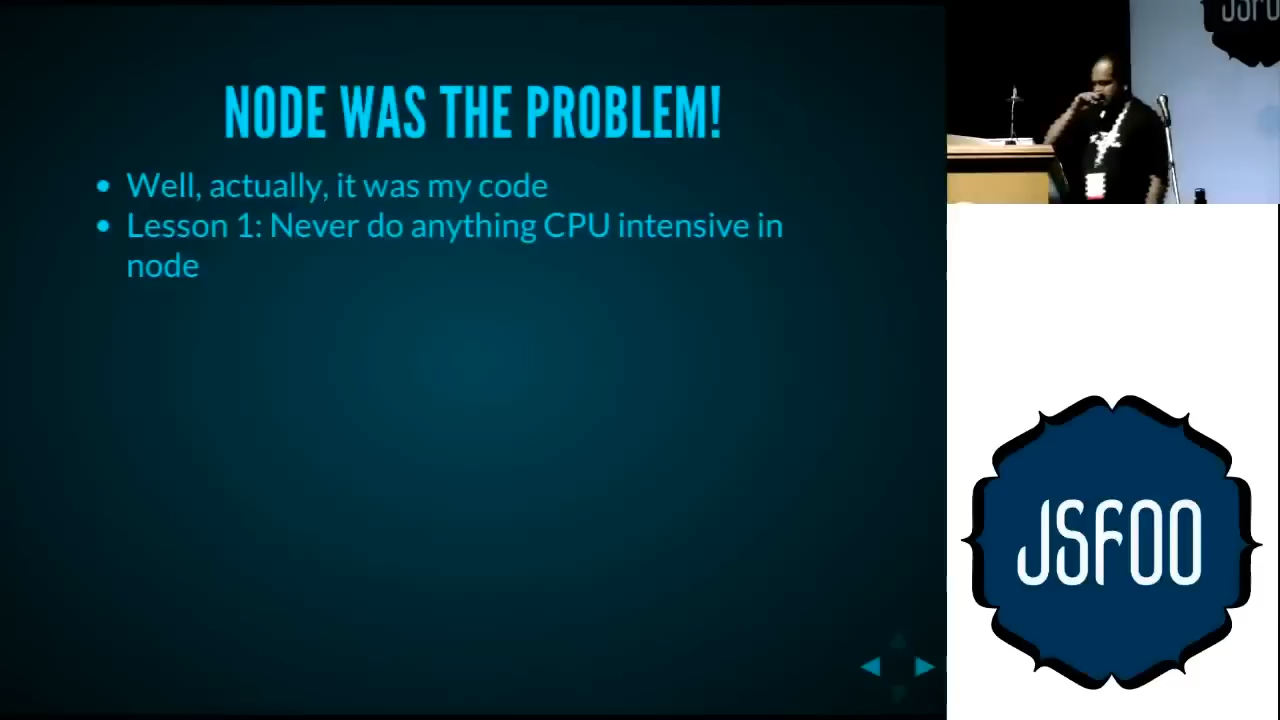 NODE WAS THE PROBLEM!
Well, actually, it was my code
Lesson 1: Never do anything CPU intensive in
node
JSFO
JSFOO